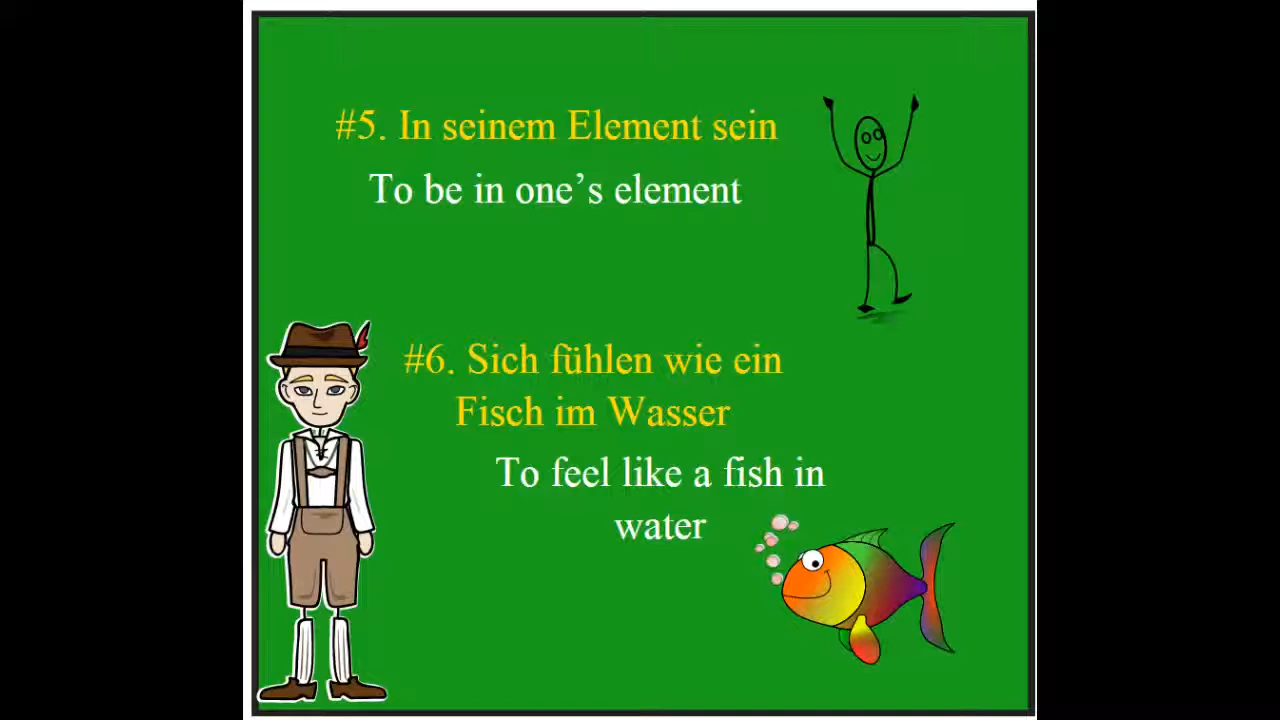 #5. In seinem Element sein
To be in one’s element
#6. Sich fühlen wie ein
Fisch im Wasser
To feel like a fish in
water